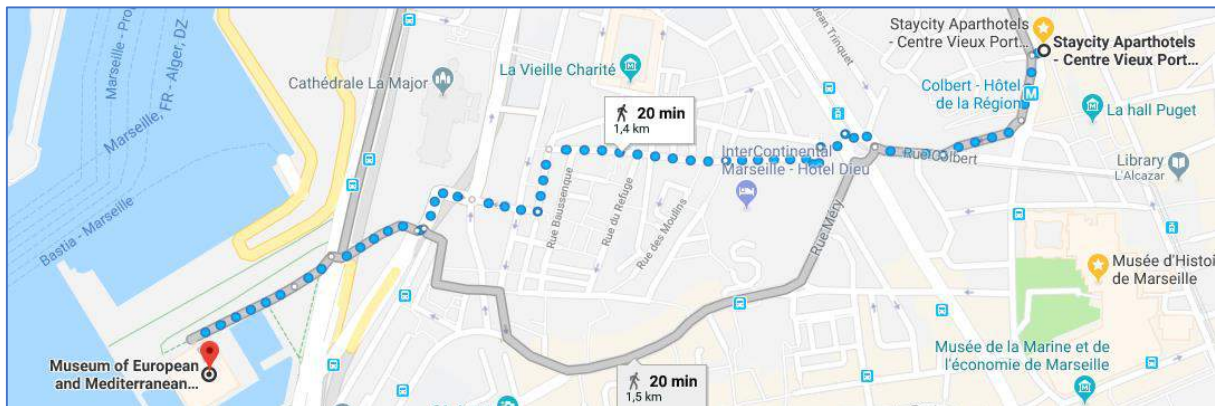 Marseille - Pro
Marseille, FR - Alger, DZ
Bastia - Marseille
Cathédrale La Major
La Vieille Charité
20 min
1,4 km
Jean Trinquet
Staycity Aparthotels
- Centre Vieux Port...
Staycity Aparthotels
- Centre Vieux Port...
Colbert - Hôtel
de la Région
M
La hall Puget
InterContinental
Marseille - Hôtel Dieu
Rue Colbert
Library
L'Alcazar
Rue Baussenque
Rue du Refuge
Rue des Moulins
Rue Méry
Musée d'Histoi
de Marseille
Museum of European
and Mediterranean...
20 min
1,5 km
Musée de la Marine et de
l'économie de Marseille